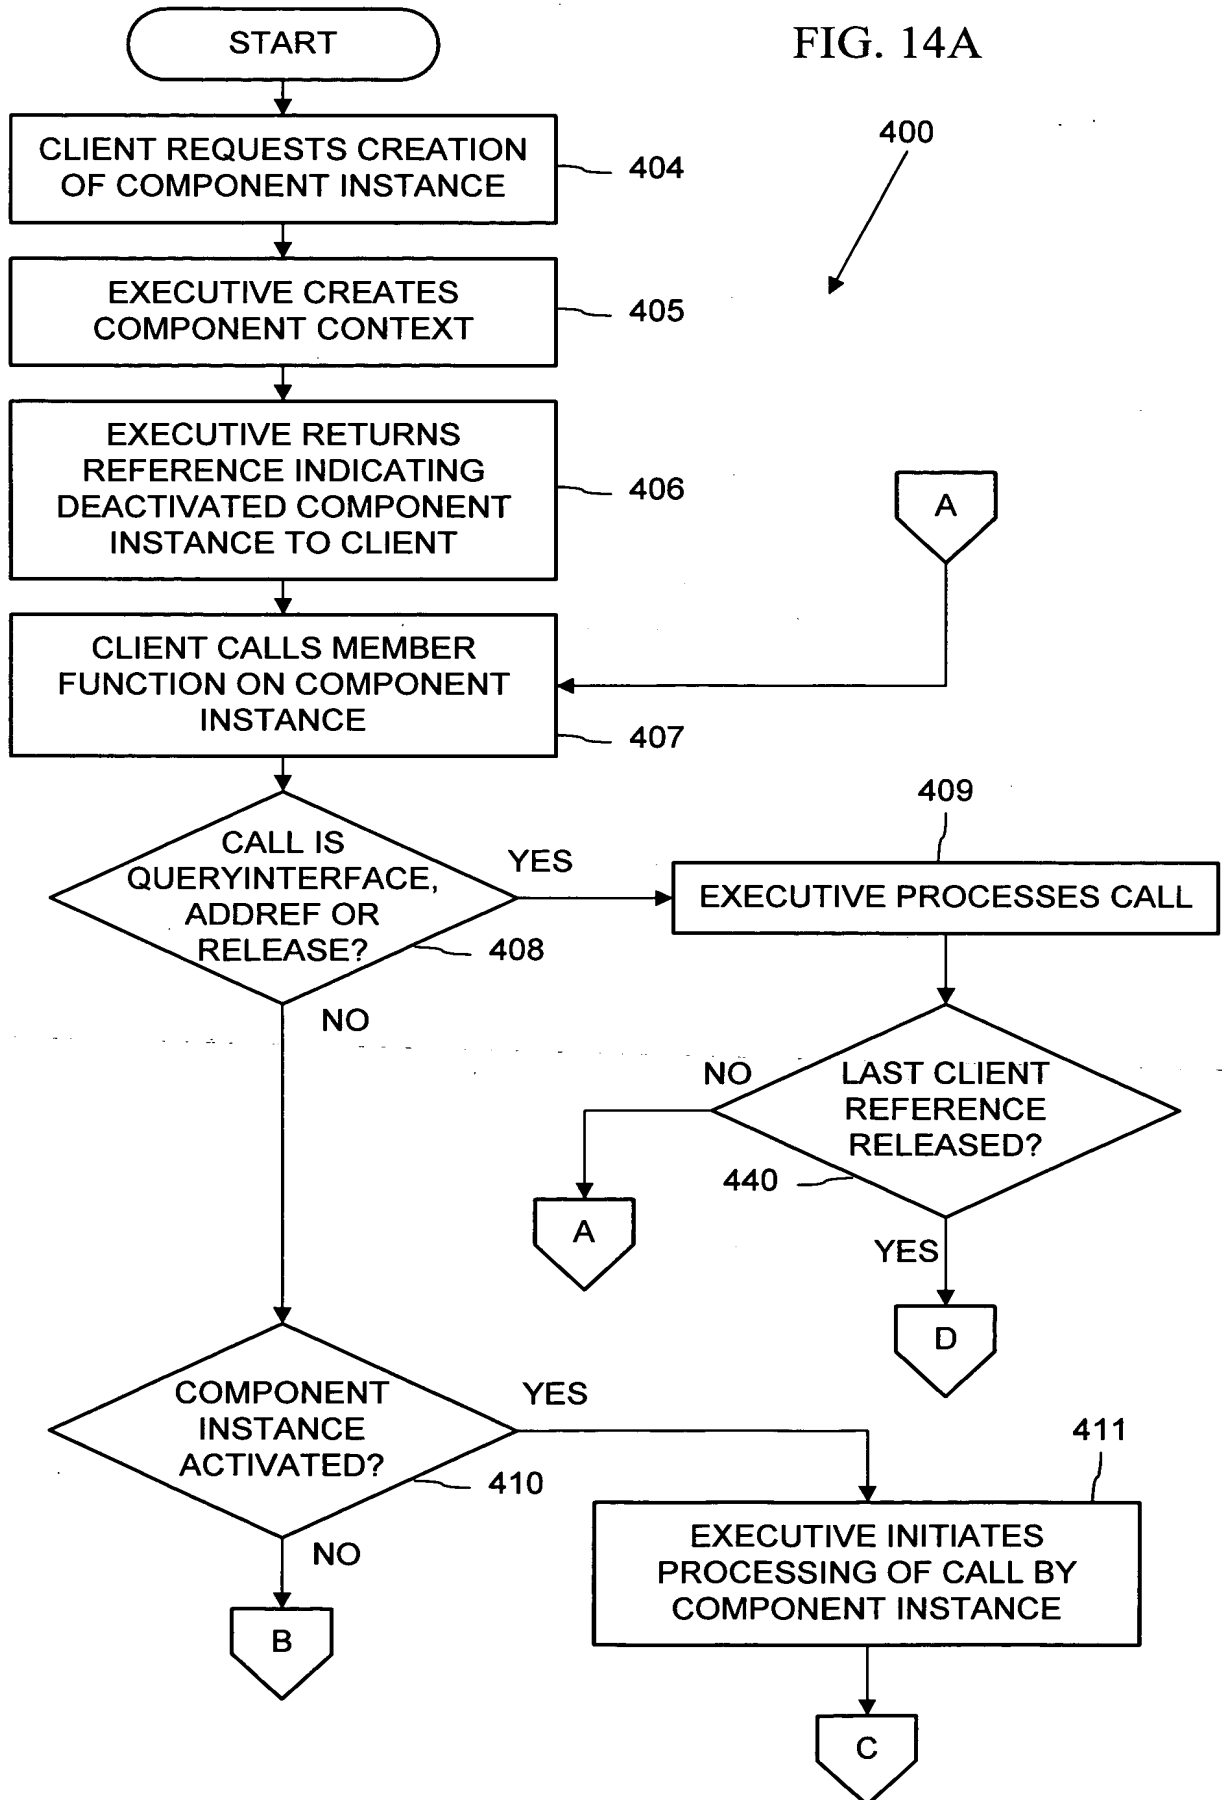 START
FIG. 14A
400
CLIENT REQUESTS CREATION
OF COMPONENT INSTANCE
404
EXECUTIVE CREATES
COMPONENT CONTEXT
405
EXECUTIVE RETURNS
REFERENCE INDICATING
DEACTIVATED COMPONENT
INSTANCE TO CLIENT
406
A
CLIENT CALLS MEMBER
FUNCTION ON COMPONENT
INSTANCE
407
CALL IS
QUERYINTERFACE,
ADDREF OR
RELEASE?
408
YES
NO
409
EXECUTIVE PROCESSES CALL
LAST CLIENT
REFERENCE
RELEASED?
440
NO
A
YES
D
COMPONENT
INSTANCE
ACTIVATED?
410
YES
NO
B
411
EXECUTIVE INITIATES
PROCESSING OF CALL BY
COMPONENT INSTANCE
C